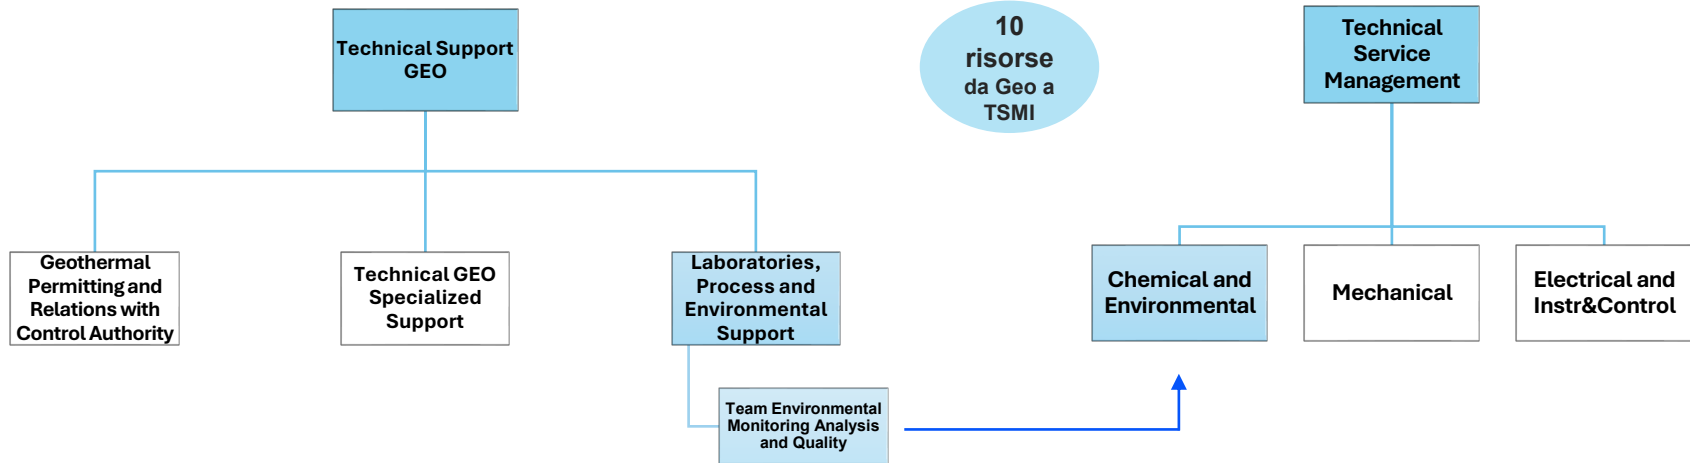 Technical Support
GEO
10
risorse
da Geo a
TSMI
Technical
Service
Management
Geothermal
Permitting and
Relations with
Control Authority
Technical GEO
Specialized
Support
Laboratories,
Process and
Environmental
Support
Chemical and
Environmental
Mechanical
Electrical and
Instr&Control
Team Environmental
Monitoring Analysis
and Quality